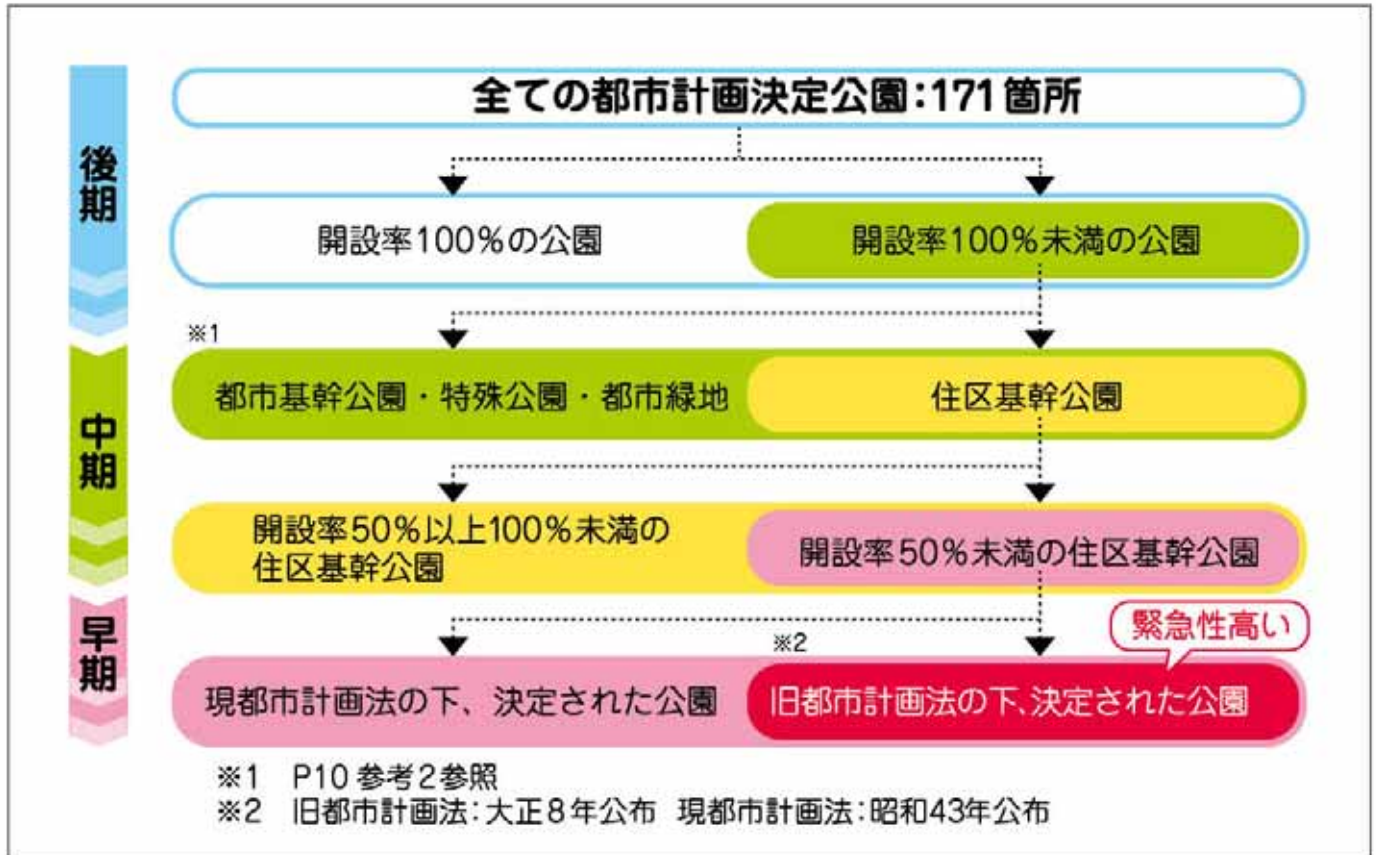 全ての都市計画決定公園：171箇所
後期
開設率100％の公園
開設率100％未満の公園
※1
都市基幹公園・特殊公園・都市緑地
住区基幹公園
中期
開設率50％以上100％未満の
住区基幹公園
開設率50％未満の住区基幹公園
早期
緊急性高い
※2
現都市計画法の下、決定された公園
旧都市計画法の下、決定された公園
※1 P10 参考2参照
※2 旧都市計画法：大正8年公布 現都市計画法：昭和43年公布